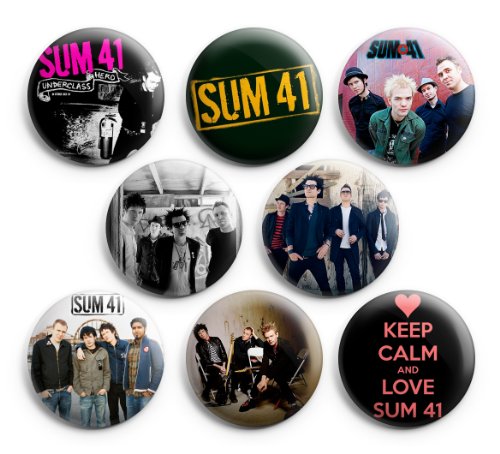 SUM 41
HERO
UNDERCLASS
SUM 41
SUM 41
SUM 41
KEEP
CALM
AND
LOVE
SUM 41